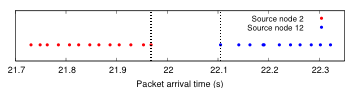 Source node 2
Source node 12
21.7 21.8 21.9 22 22.1 22.2 22.3
Packet arrival time (s)